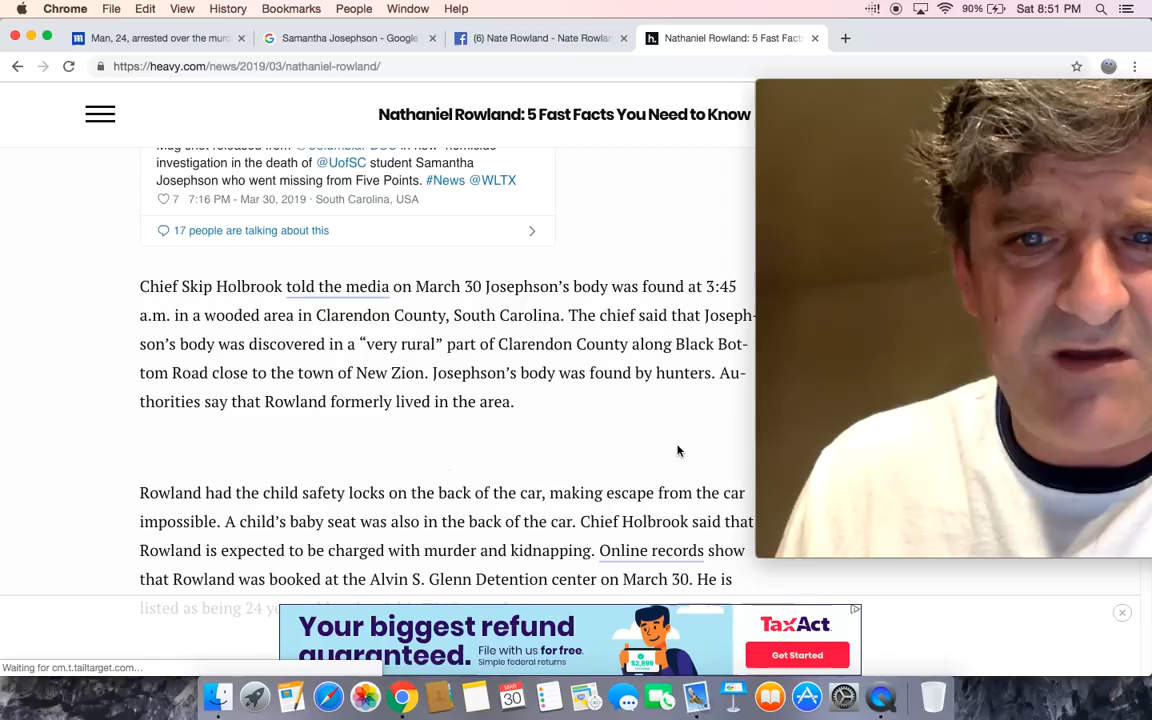 Chrome File Edit View History Bookmarks People Window Help 90% Sat 8:51 PM
Man, 24, arrested over the murc
Samantha Josephson - Google
(6) Nate Rowland - Nate Rowlan
Nathaniel Rowland: 5 Fast Fact
https://heavy.com/news/2019/03/nathaniel-rowland/
Nathaniel Rowland: 5 Fast Facts You Need to Know
investigation in the death of @UofSC student Samantha
Josephson who went missing from Five Points. #News @WLTX
7 7:16 PM - Mar 30, 2019 · South Carolina, USA
17 people are talking about this
Chief Skip Holbrook told the media on March 30 Josephson’s body was found at 3:45
a.m. in a wooded area in Clarendon County, South Carolina. The chief said that Joseph-
son’s body was discovered in a “very rural” part of Clarendon County along Black Bot-
tom Road close to the town of New Zion. Josephson’s body was found by hunters. Au-
thorities say that Rowland formerly lived in the area.
Rowland had the child safety locks on the back of the car, making escape from the car
impossible. A child’s baby seat was also in the back of the car. Chief Holbrook said that
Rowland is expected to be charged with murder and kidnapping. Online records show
that Rowland was booked at the Alvin S. Glenn Detention center on March 30. He is
listed as being 24 ye
Your biggest refund
guaranteed. File with us for free.
Simple federal returns
$2,899
TaxAct
Get Started
Waiting for cm.t.tailtarget.com...
MAR
30